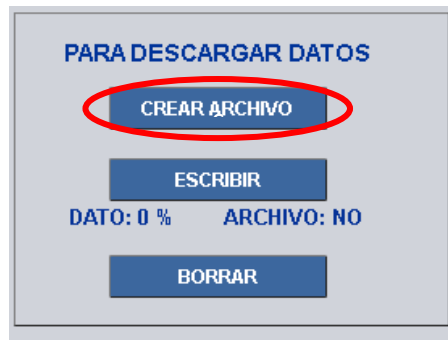 PARA DESCARGAR DATOS
CREAR ARCHIVO
ESCRIBIR
DATO: 0 % ARCHIVO: NO
BORRAR